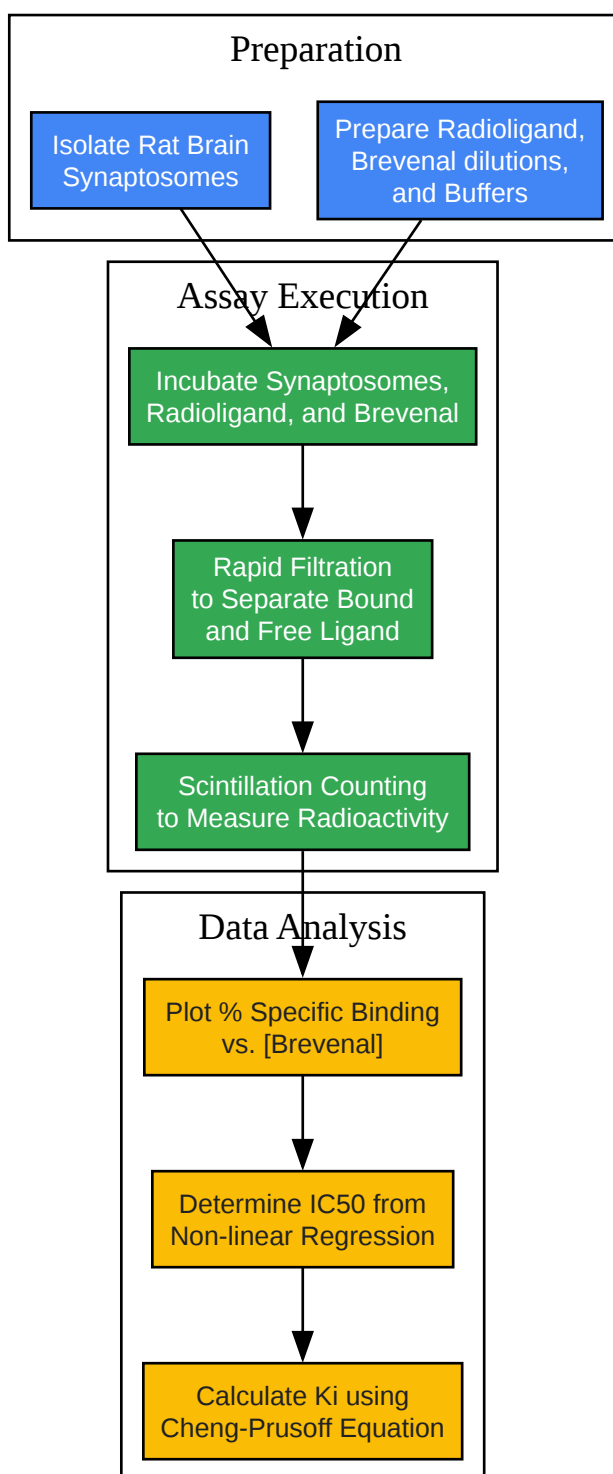 Preparation
Isolate Rat Brain
Synaptosomes
Prepare Radioligand,
Brevenal dilutions,
and Buffers
Assay Execution
Incubate Synaptosomes,
Radioligand, and Brevenal
Rapid Filtration
to Separate Bound
and Free Ligand
Scintillation Counting
to Measure Radioactivity
Data Analysis
Plot % Specific Binding
vs. [Brevenal]
Determine IC50 from
Non-linear Regression
Calculate Ki using
Cheng-Prusoff Equation